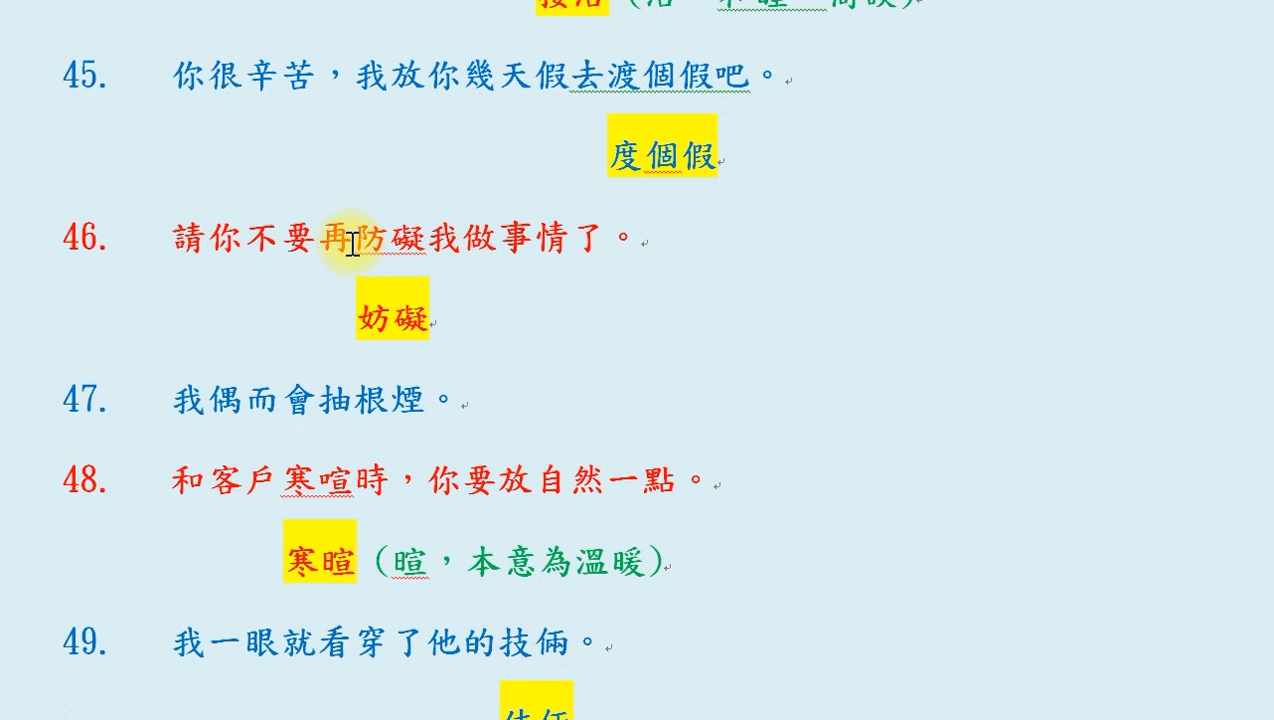 45. 你很辛苦，我放你幾天假去渡個假吧。
度個假
46. 請你不要再防礙我做事情了。
妨礙
47. 我偶而會抽根煙。
48. 和客戶寒喧時，你要放自然一點。
寒暄（暄，本意為溫暖）
49. 我一眼就看穿了他的技倆。